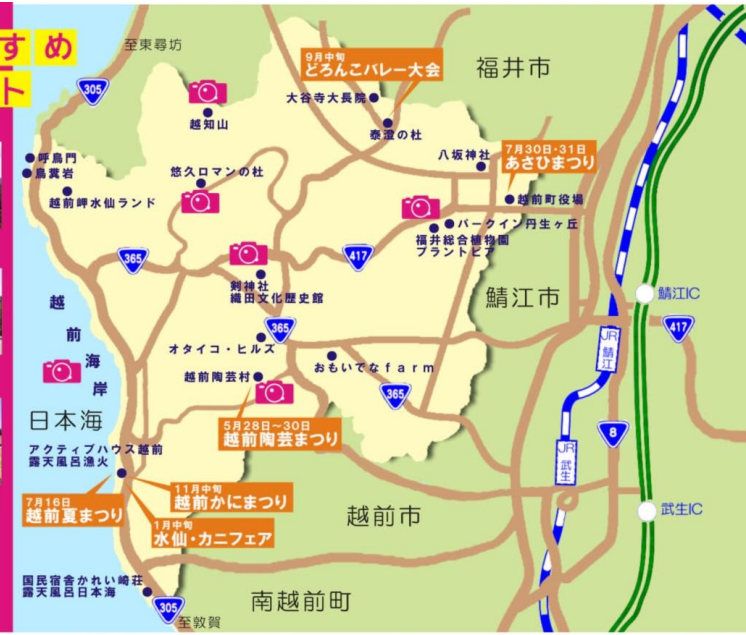 すめ
ト
至東尋坊
305
9月中旬
どろんこバレー大会
福井市
大谷寺大長院
越知山
泰澄の杜
八坂神社
7月30日・31日
あさひまつり
呼鳥門
鳥糞岩
悠久ロマンの杜
越前岬水仙ランド
越前町役場
パークイン丹生ヶ丘
福井総合植物園
プラントピア
365
417
剣神社
織田文化歴史館
鯖江市
鯖江IC
越前海岸
365
417
JR鯖江
オタイコ・ヒルズ
おもいでなfarm
越前陶芸村
365
日本海
5月28日〜30日
越前陶芸まつり
8
アクティブハウス越前
露天風呂漁火
JR武生
11月中旬
越前かにまつり
7月16日
越前夏まつり
1月中旬
水仙・カニフェア
越前市
武生IC
国民宿舎かれい崎荘
露天風呂日本海
305
至敦賀
南越前町